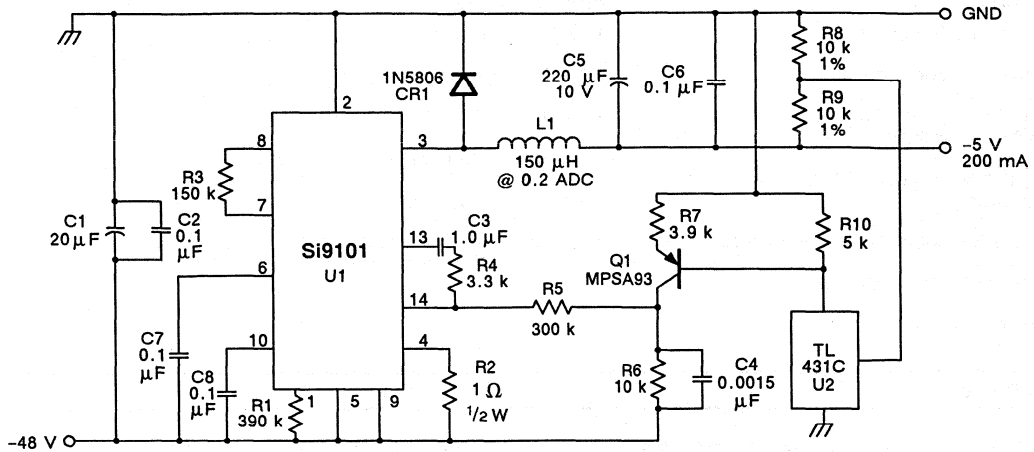 GND
R8
10 k
1%
1N5806
CR1
C5
220 µF
10 V
C6
0.1 µF
2
R9
10 k
1%
L1
8
3
150 µH
@ 0.2 ADC
–5 V
200 mA
R3
150 k
7
C1
20 µF
C2
0.1
µF
Si9101
U1
13
C3
1.0 µF
R4
3.3 k
R7
3.9 k
R10
5 k
Q1
MPSA93
6
14
R5
300 k
C7
0.1
µF
10
4
C8
0.1
µF
R2
1 Ω
1/2 W
R6
10 k
C4
0.0015
µF
TL
431C
U2
R1
390 k
1
5
9
–48 V